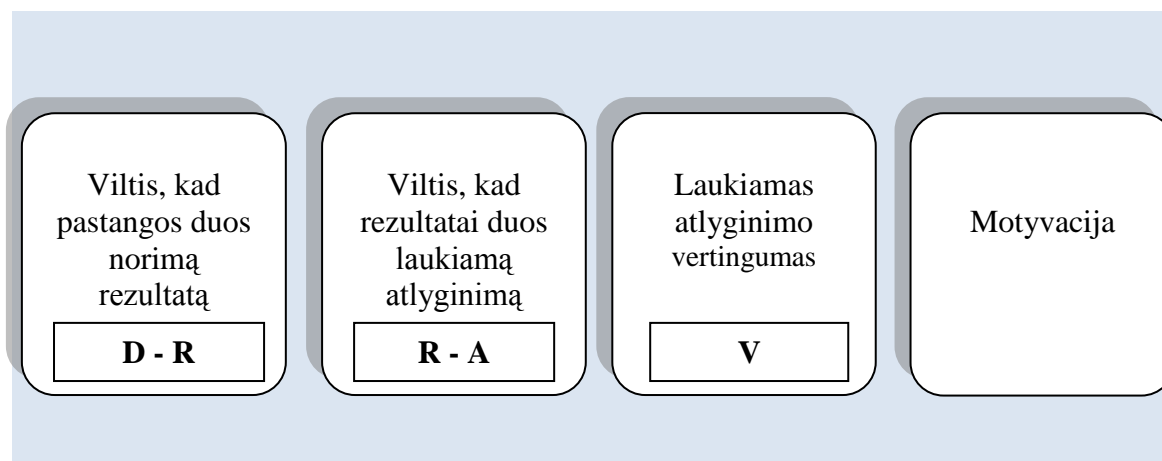 Viltis, kad
pastangos duos
norimą
rezultatą
D - R
Viltis, kad
rezultatai duos
laukiamą
atlyginimą
R - A
Laukiamas
atlyginimo
vertingumas
V
Motyvacija